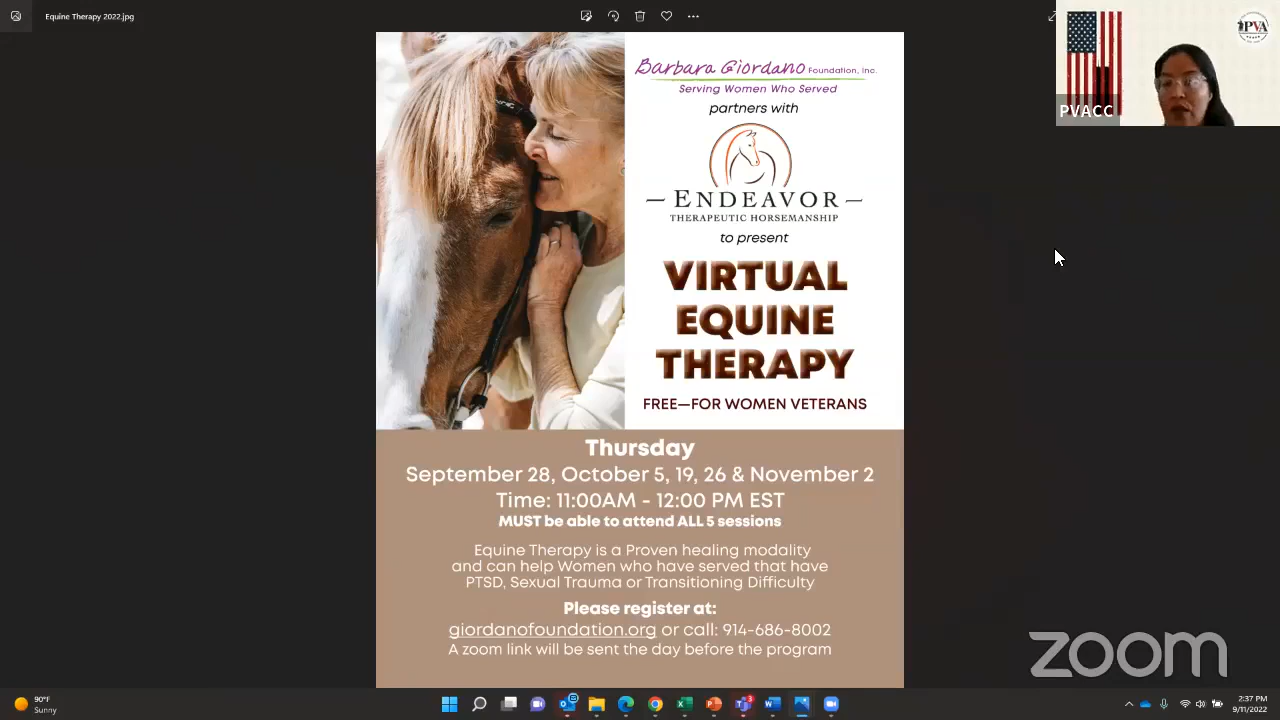 Equine Therapy 2022.jpg
PVA
PVACC
Barbara Giordano Foundation, Inc.
Serving Women Who Served
partners with
— ENDEAVOR —
THERAPEUTIC HORSEMANSHIP
to present
VIRTUAL
EQUINE
THERAPY
FREE—FOR WOMEN VETERANS
Thursday
September 28, October 5, 19, 26 & November 2
Time: 11:00AM - 12:00 PM EST
MUST be able to attend ALL 5 sessions
Equine Therapy is a Proven healing modality
and can help Women who have served that have
PTSD, Sexual Trauma or Transitioning Difficulty
Please register at:
giordanofoundation.org or call: 914-686-8002
A zoom link will be sent the day before the program
zoom
90°F
Sunny
2:37 PM
9/11/2022